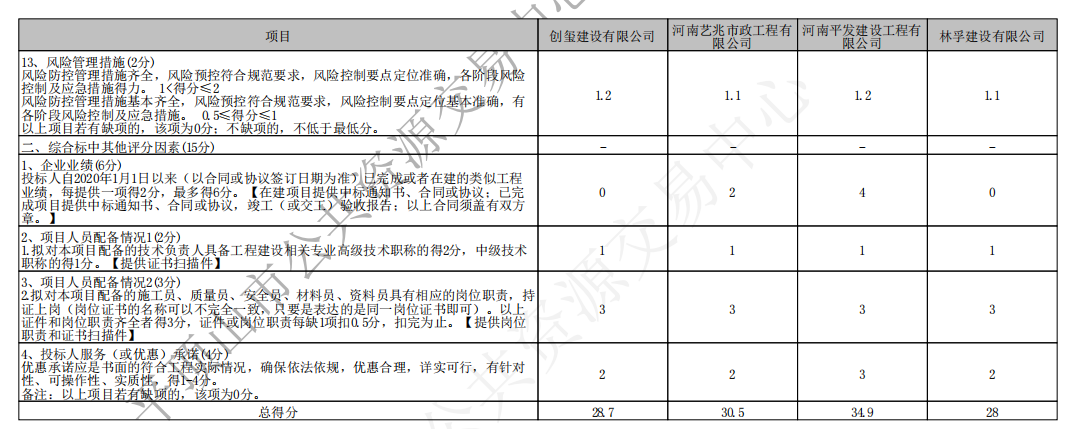 项目
创玺建设有限公司
河南艺兆市政工程有
限公司
河南平发建设工程有
限公司
林孚建设有限公司
13、风险管理措施(2分)
风险防控管理措施齐全，风险预控符合规范要求，风险控制要点定位准确，各阶段风险
控制及应急措施得力。 1<得分≤2
风险防控管理措施基本齐全，风险预控符合规范要求，风险控制要点定位基本准确，有
各阶段风险控制及应急措施。 0.5≤得分≤1
以上项目若有缺项的，该项为0分；不缺项的，不低于最低分。
1.2
1.1
1.2
1.1
二、综合标中其他评分因素(15分)
–
–
–
–
1、企业业绩(6分)
投标人自2020年1月1日以来（以合同或协议签订日期为准）已完成或者在建的类似工程
业绩，每提供一项得2分，最多得6分。【在建项目提供中标通知书、合同或协议；已完
成项目提供中标通知书、合同或协议，竣工（或交工）验收报告；以上合同须盖有双方
章。】
0
2
4
0
2、项目人员配备情况1(2分)
1.拟对本项目配备的技术负责人具备工程建设相关专业高级技术职称的得2分，中级技术
职称的得1分。【提供证书扫描件】
1
1
1
1
3、项目人员配备情况2(3分)
2.拟对本项目配备的施工员、质量员、安全员、材料员、资料员具有相应的岗位职责，持
证上岗（岗位证书的名称可以不完全一致，只要是表达的是同一岗位证书即可）。以上
证件和岗位职责齐全者得3分，证件或岗位职责每缺1项扣0.5分，扣完为止。【提供岗位
职责和证书扫描件】
3
3
3
3
4、投标人服务（或优惠）承诺(4分)
优惠承诺应是书面的符合工程实际情况，确保依法依规，优惠合理，详实可行，有针对
性、可操作性、实质性，得1-4分。
备注：以上项目若有缺项的，该项为0分。
2
2
3
2
总得分
28.7
30.5
34.9
28
平顶山市公共资源交易中心
公共资源交易中心